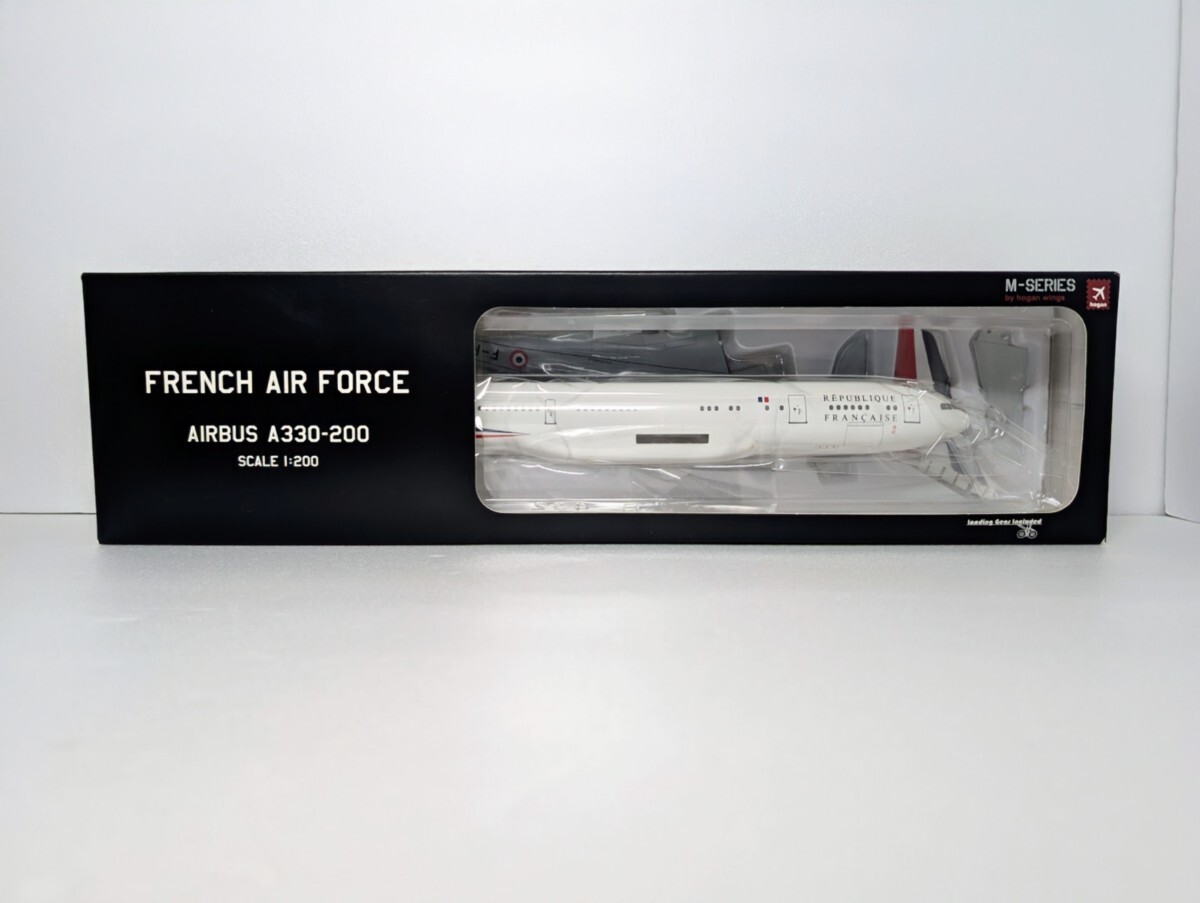 M-SERIES
by hogan wings
hogan
FRENCH AIR FORCE
AIRBUS A330-200
SCALE 1:200
F-
RÉPUBLIQUE
FRANÇAISE
Landing Gear Included